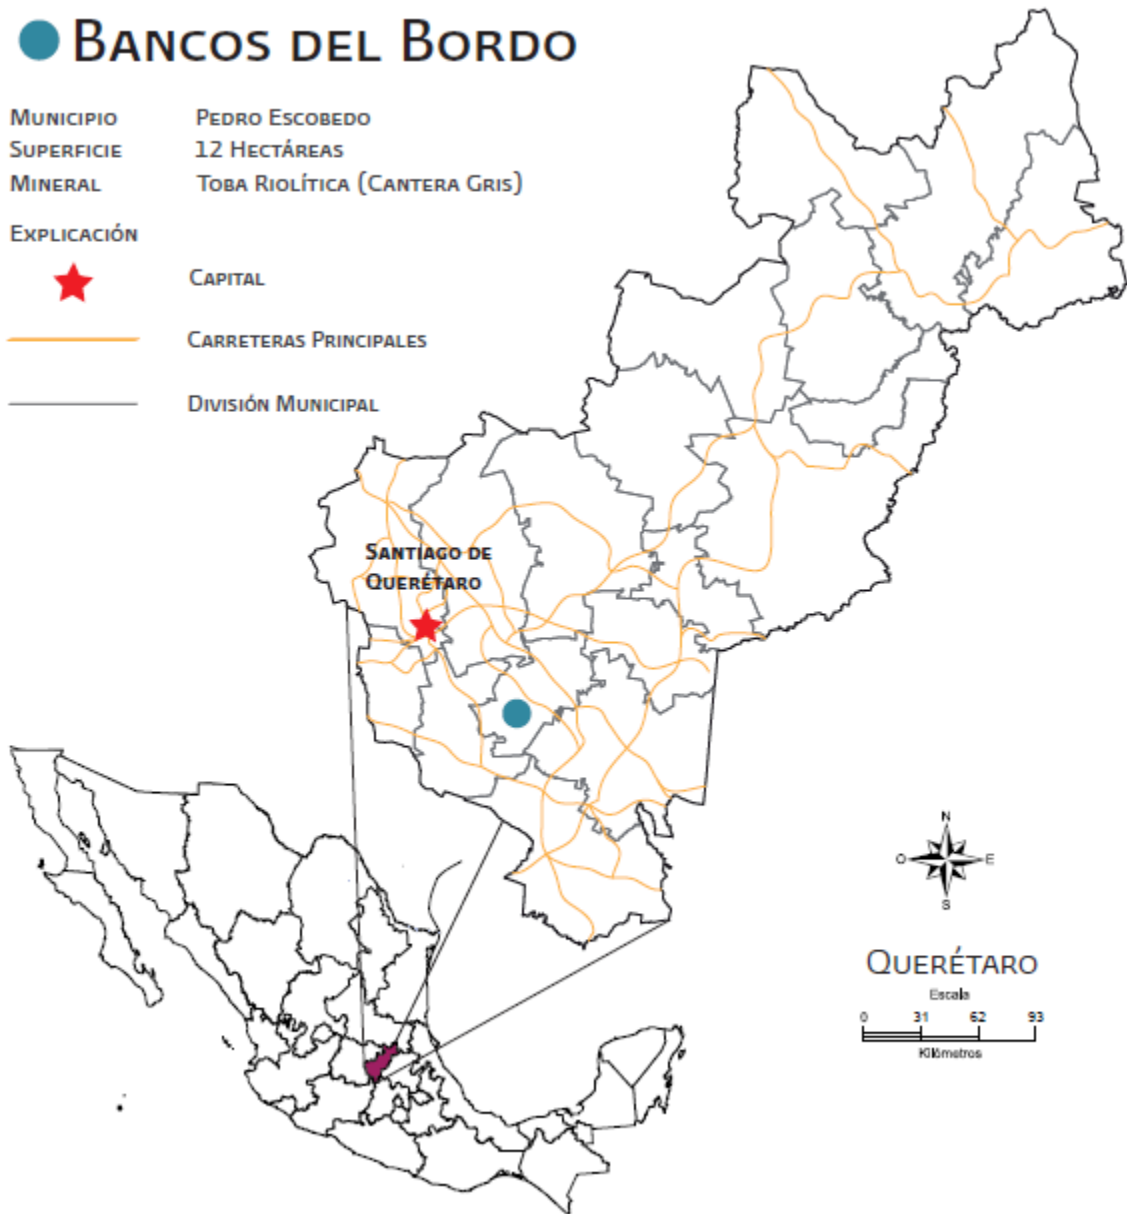 Bancos del Bordo
Municipio Pedro Escobedo
Superficie 12 Hectáreas
Mineral Toba Riolítica (Cantera Gris)
Explicación
Capital
Carreteras Principales
División Municipal
Santiago de
Querétaro
N
O E
S
Querétaro
Escala
0 31 62 93
Kilómetros